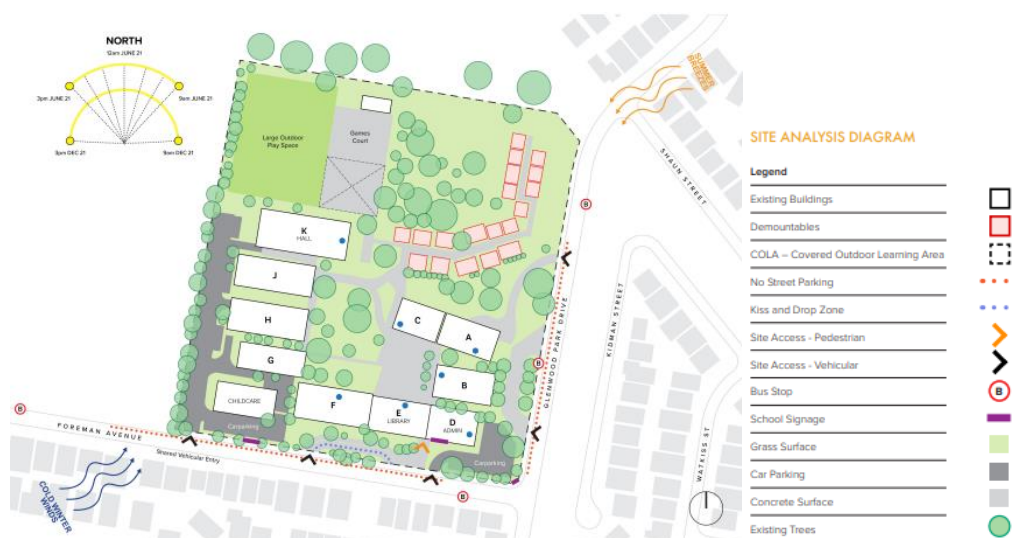 NORTH
12am JUNE 21
3pm JUNE 21
9am JUNE 21
3pm DEC 21
9am DEC 21
SUMMER
BREEZES
SHAUN STREET
Large Outdoor
Play Space
Games
Court
K
HALL
J
H
G
CHILDCARE
Carparking
F
E
LIBRARY
D
ADMIN
C
A
B
Carparking
B
B
B
B
GLENWOOD PARK DRIVE
KIDMAN STREET
WATKISS ST
FOREMAN AVENUE
Shared Vehicular Entry
COLD WINTER
WINDS
SITE ANALYSIS DIAGRAM
Legend
Existing Buildings
Demountables
COLA – Covered Outdoor Learning Area
No Street Parking
Kiss and Drop Zone
Site Access - Pedestrian
Site Access - Vehicular
Bus Stop
B
School Signage
Grass Surface
Car Parking
Concrete Surface
Existing Trees